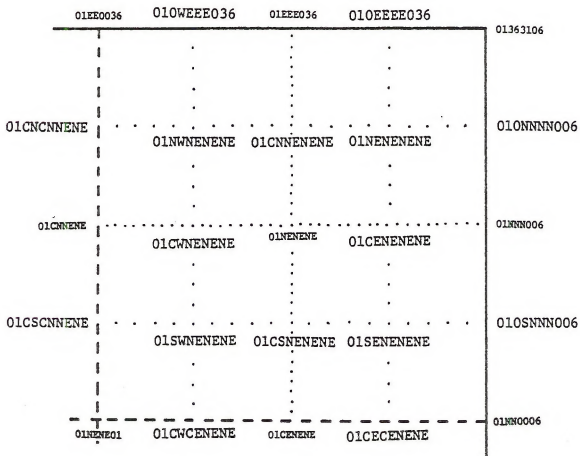 01EE0036 010WEEE036 01EEE036 010EEEE036
01363106
01CNCNNENE 010NNNN006
01NWNENENE 01CNNENENE 01NENENENE
01CNNENE 01NNN006
01CWNENENE 01NENENE 01CENENENE
01CSCNNENE 010SNNN006
01SWNENENE 01CSNENENE 01SENENENE
01NN0006
01NENE01 01CWCENENE 01CENENE 01CECENENE